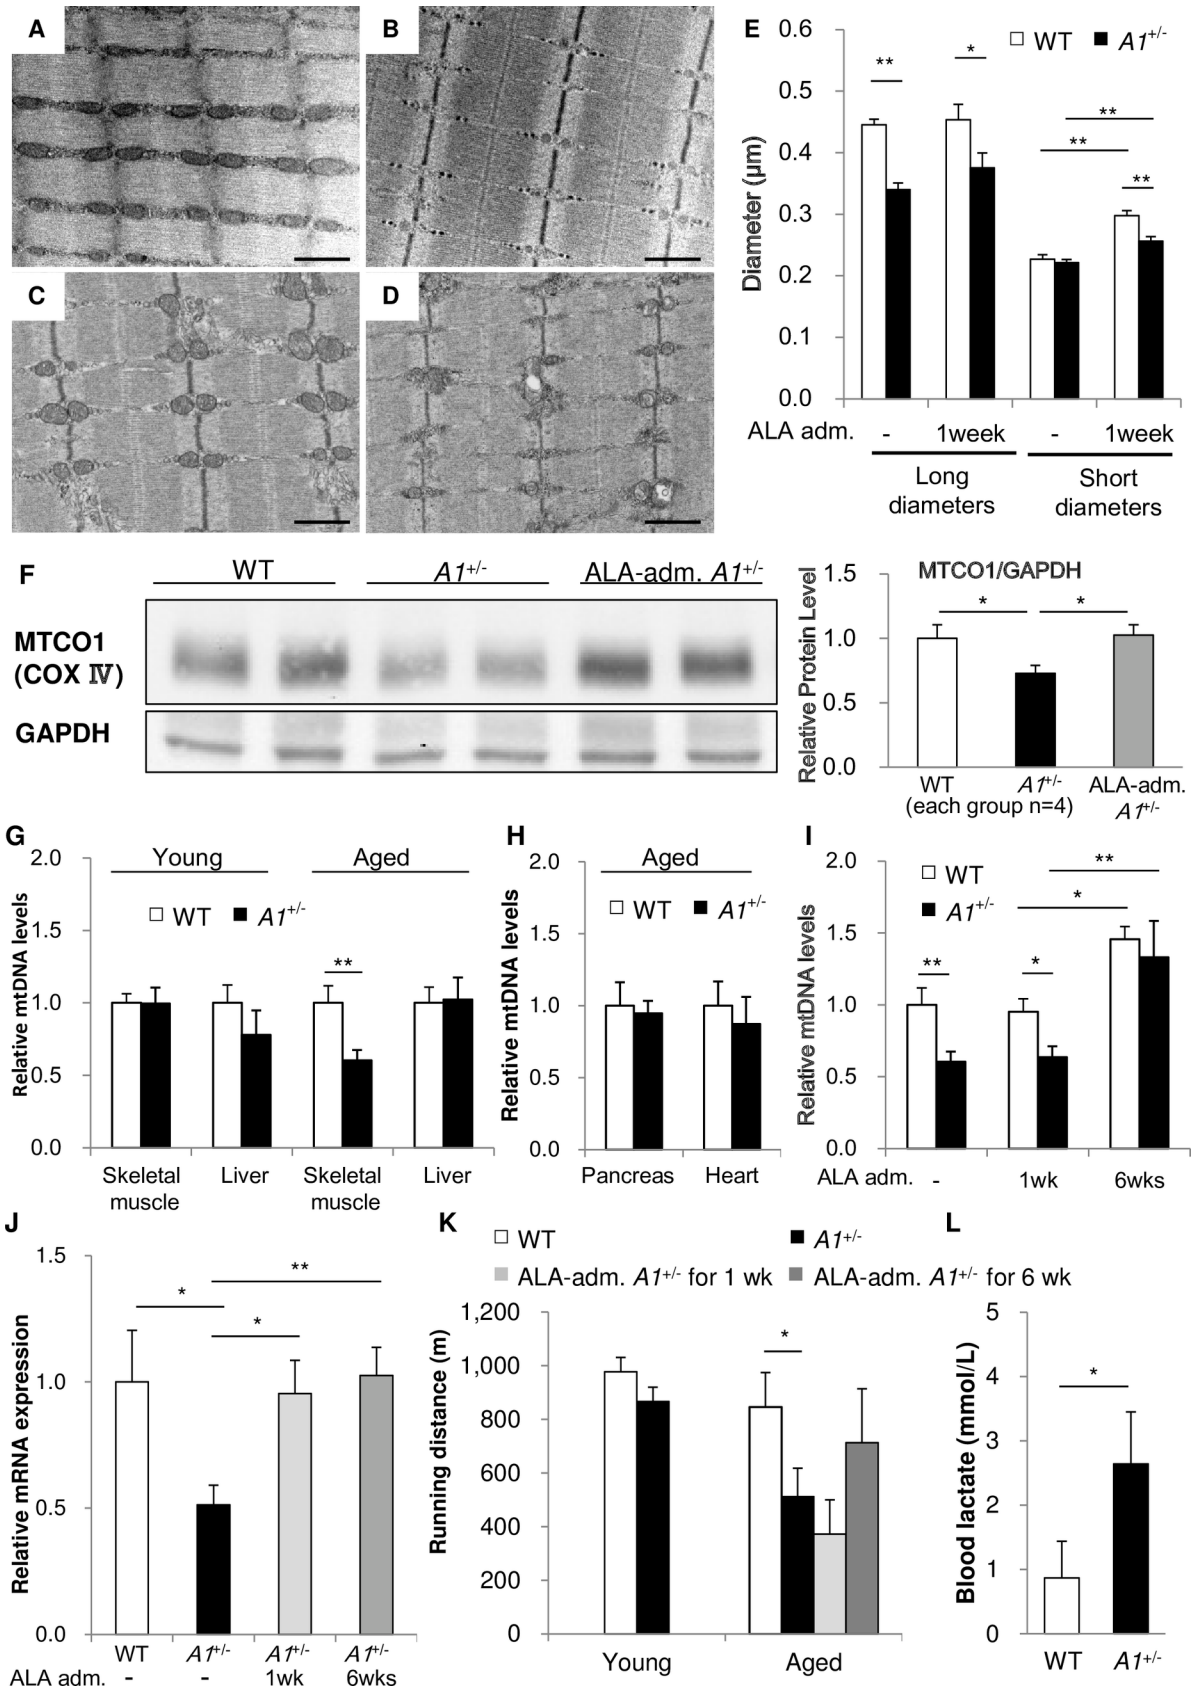 A
B
C
D
E
WT A1+/-
Diameter (μm)
0.6
0.5
0.4
0.3
0.2
0.1
0.0
** * ** ** **
ALA adm. - 1week - 1week
Long diameters
Short diameters
F
WT A1+/- ALA-adm. A1+/-
MTCO1
(COX Ⅳ)
GAPDH
MTCO1/GAPDH
Relative Protein Level
1.5
1.0
0.5
0.0
* *
WT A1+/- ALA-adm. A1+/-
(each group n=4)
G
Young Aged
WT A1+/-
Relative mtDNA levels
2.0
1.5
1.0
0.5
0.0
**
Skeletal muscle Liver Skeletal muscle Liver
H
Aged
WT A1+/-
Relative mtDNA levels
2.0
1.5
1.0
0.5
0.0
Pancreas Heart
I
WT
A1+/-
Relative mtDNA levels
2.0
1.5
1.0
0.5
0.0
** * * **
ALA adm. - 1wk 6wks
J
Relative mRNA expression
1.5
1.0
0.5
0.0
* * **
WT A1+/- A1+/- A1+/-
ALA adm. - - 1wk 6wks
K
WT A1+/-
ALA-adm. A1+/- for 1 wk ALA-adm. A1+/- for 6 wk
Running distance (m)
1,200
1,000
800
600
400
200
0
*
Young Aged
L
Blood lactate (mmol/L)
5
4
3
2
1
0
*
WT A1+/-